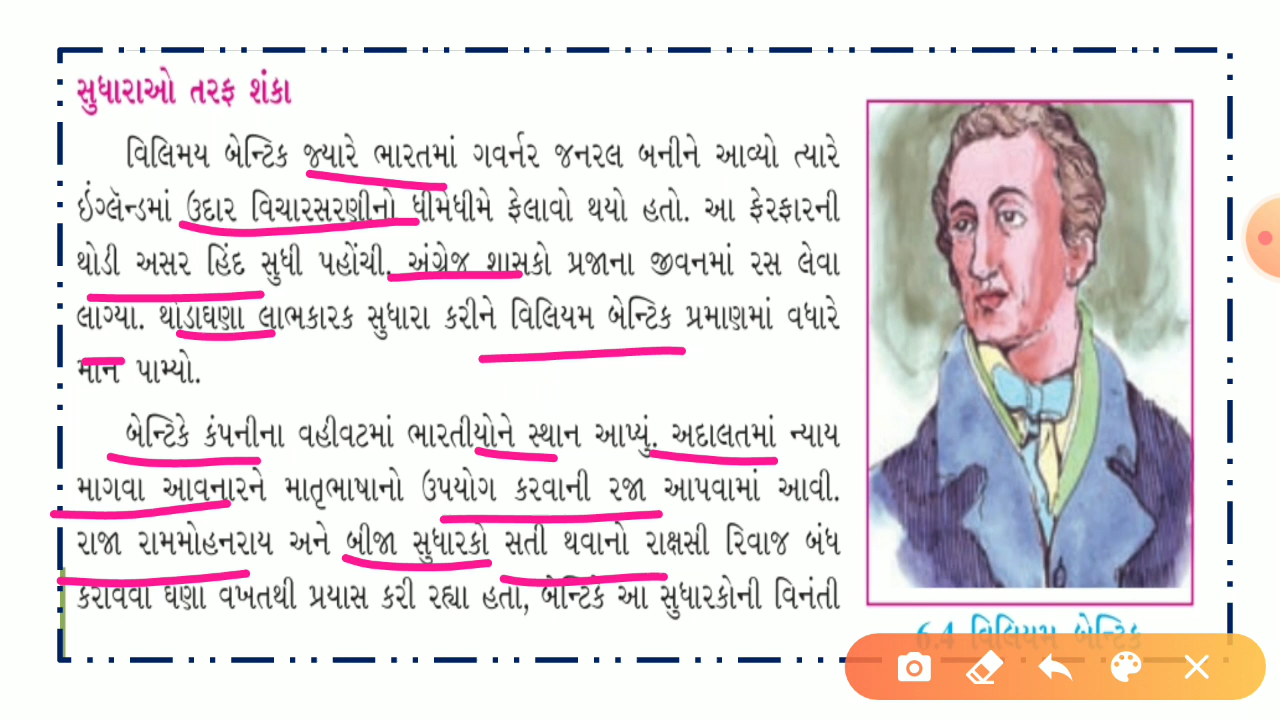 સુધારાઓ તરફ શંકા
વિલિમય બેન્ટિક જ્યારે ભારતમાં ગવર્નર જનરલ બનીને આવ્યો ત્યારે
ઇંગ્લૅન્ડમાં ઉદાર વિચારસરણીનો ધીમેધીમે ફેલાવો થયો હતો. આ ફેરફારની
થોડી અસર હિંદ સુધી પહોંચી. અંગ્રેજ શાસકો પ્રજાના જીવનમાં રસ લેવા
લાગ્યા. થોડાઘણા લાભકારક સુધારા કરીને વિલિયમ બેન્ટિક પ્રમાણમાં વધારે
માન પામ્યો.
બેન્ટિકે કંપનીના વહીવટમાં ભારતીયોને સ્થાન આપ્યું. અદાલતમાં ન્યાય
માગવા આવનારને માતૃભાષાનો ઉપયોગ કરવાની રજા આપવામાં આવી.
રાજા રામમોહનરાય અને બીજા સુધારકો સતી થવાનો રાક્ષસી રિવાજ બંધ
કરાવવા ઘણા વખતથી પ્રયાસ કરી રહ્યા હતા, બેન્ટિકે આ સુધારકોની વિનંતી
6.4 વિલિયમ બેન્ટિક